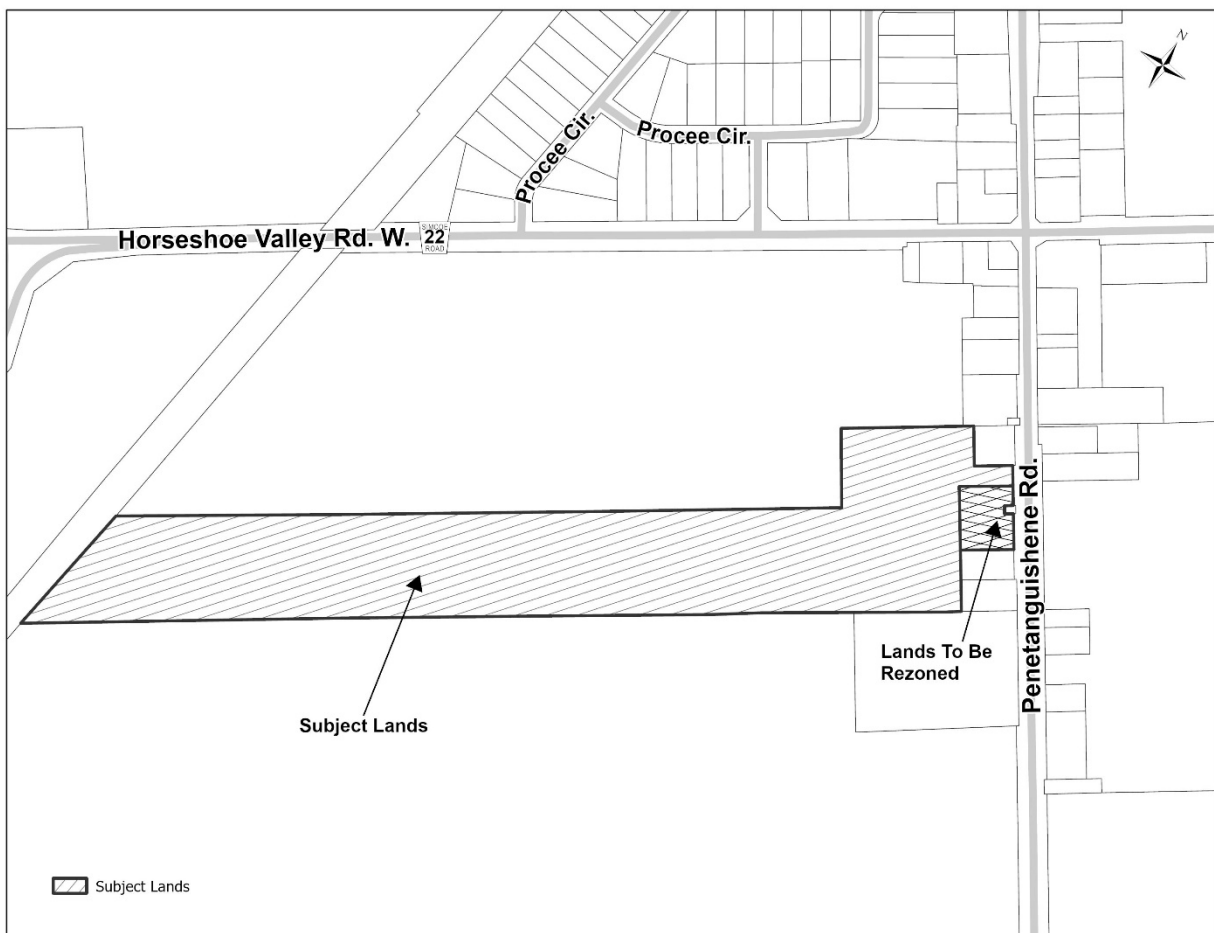 N
Procee Cir.
Procee Cir.
Horseshoe Valley Rd. W.
SIMCOE
22
ROAD
Penetanguishene Rd.
Lands To Be
Rezoned
Subject Lands
Subject Lands